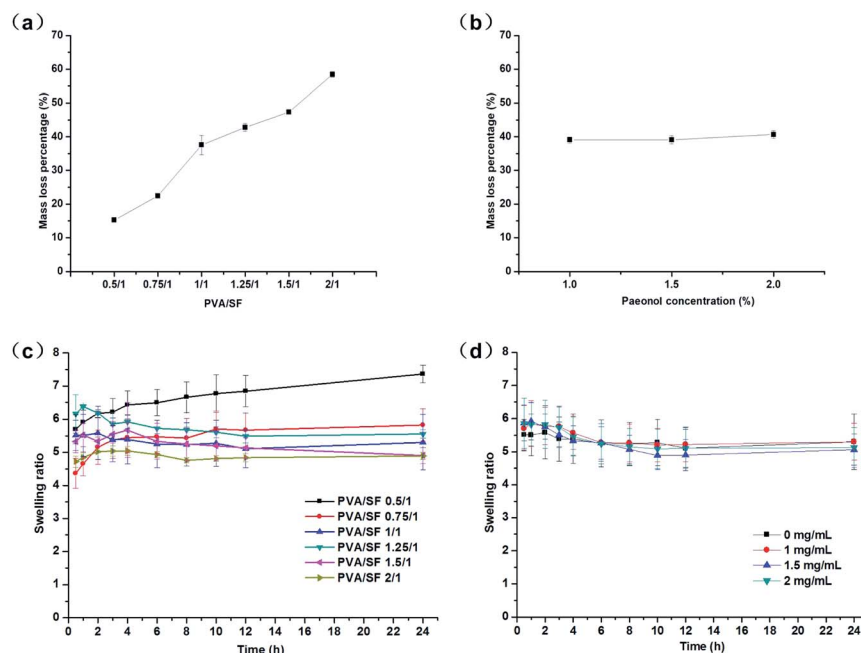 (a)
Mass loss percentage (%)
70
60
50
40
30
20
10
0
0.5/1 0.75/1 1/1 1.25/1 1.5/1 2/1
PVA/SF
(b)
Mass loss percentage (%)
70
60
50
40
30
20
10
0
1.0 1.5 2.0
Paeonol concentration (%)
(c)
Swelling ratio
8
7
6
5
4
3
2
1
0
PVA/SF 0.5/1
PVA/SF 0.75/1
PVA/SF 1/1
PVA/SF 1.25/1
PVA/SF 1.5/1
PVA/SF 2/1
0 2 4 6 8 10 12 14 16 18 20 22 24
Time (h)
(d)
Swelling ratio
8
7
6
5
4
3
2
1
0
0 mg/mL
1 mg/mL
1.5 mg/mL
2 mg/mL
0 2 4 6 8 10 12 14 16 18 20 22 24
Time (h)